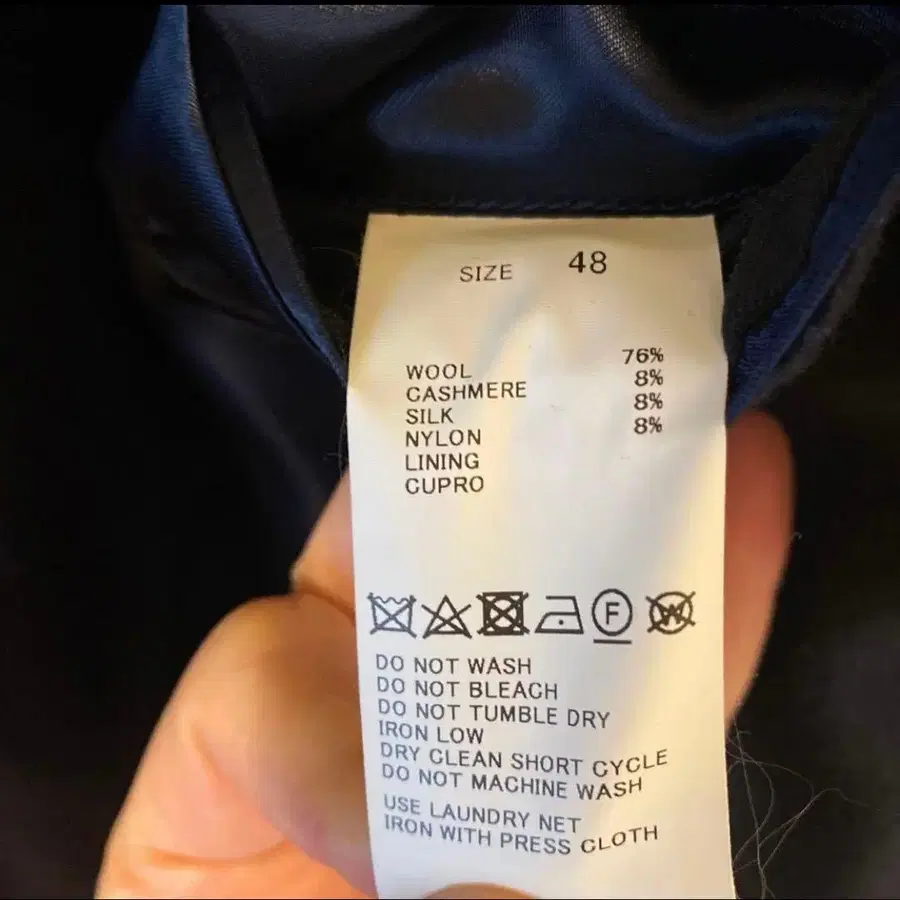 SIZE 48
WOOL 76%
CASHMERE 8%
SILK 8%
NYLON 8%
LINING
CUPRO
F W
DO NOT WASH
DO NOT BLEACH
DO NOT TUMBLE DRY
IRON LOW
DRY CLEAN SHORT CYCLE
DO NOT MACHINE WASH
USE LAUNDRY NET
IRON WITH PRESS CLOTH